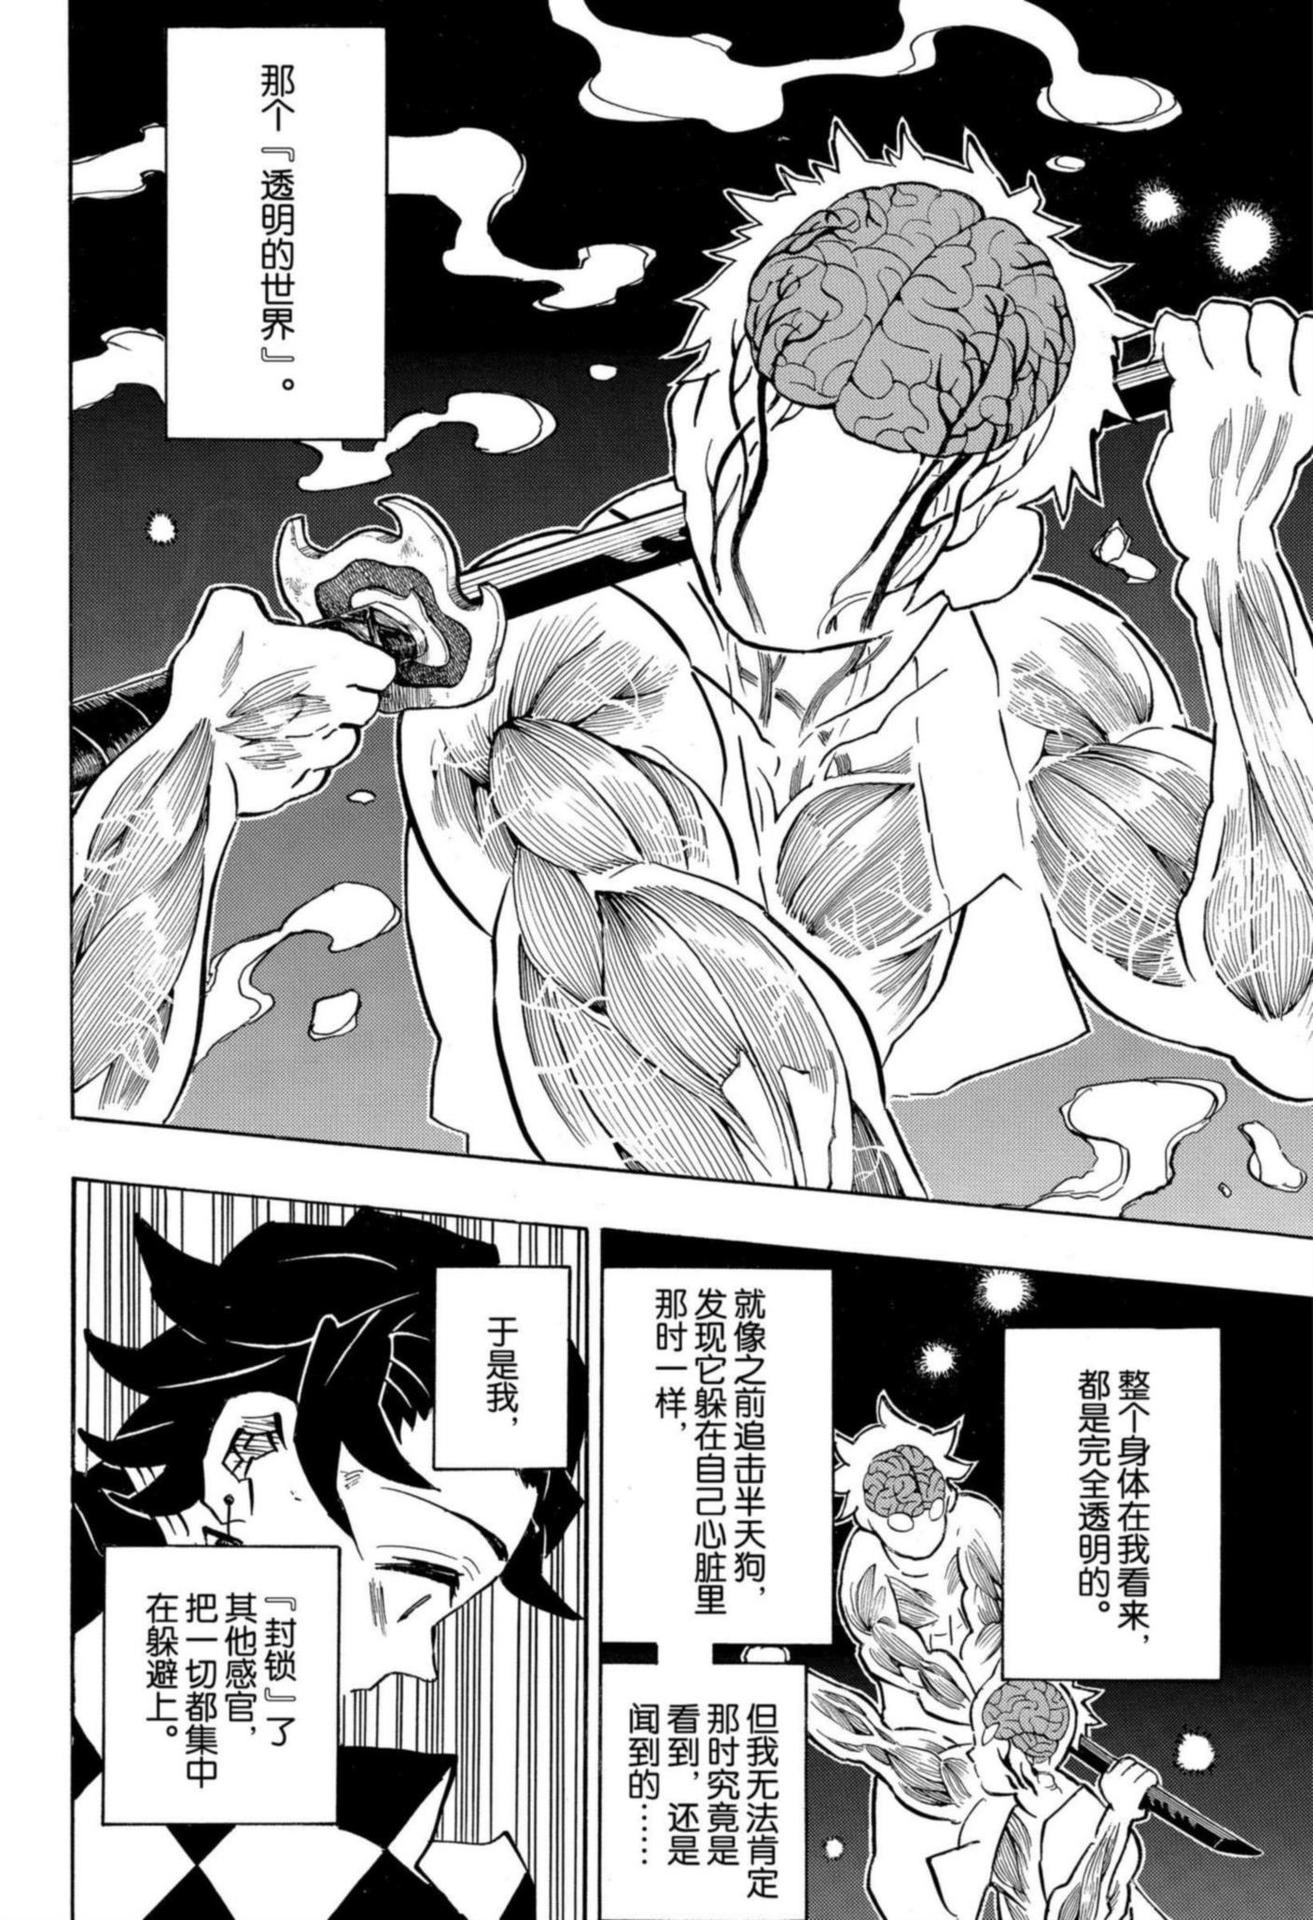 那个『透明的世界』。
整个身体在我看来，
都是完全透明的。
就像之前追击半天狗，
发现它躲在自己心脏里
那时一样，
但我无法肯定
那时究竟是
看到，还是
闻到的……
于是我，
『封锁』了
其他感官，
把一切都集中
在躲避上。